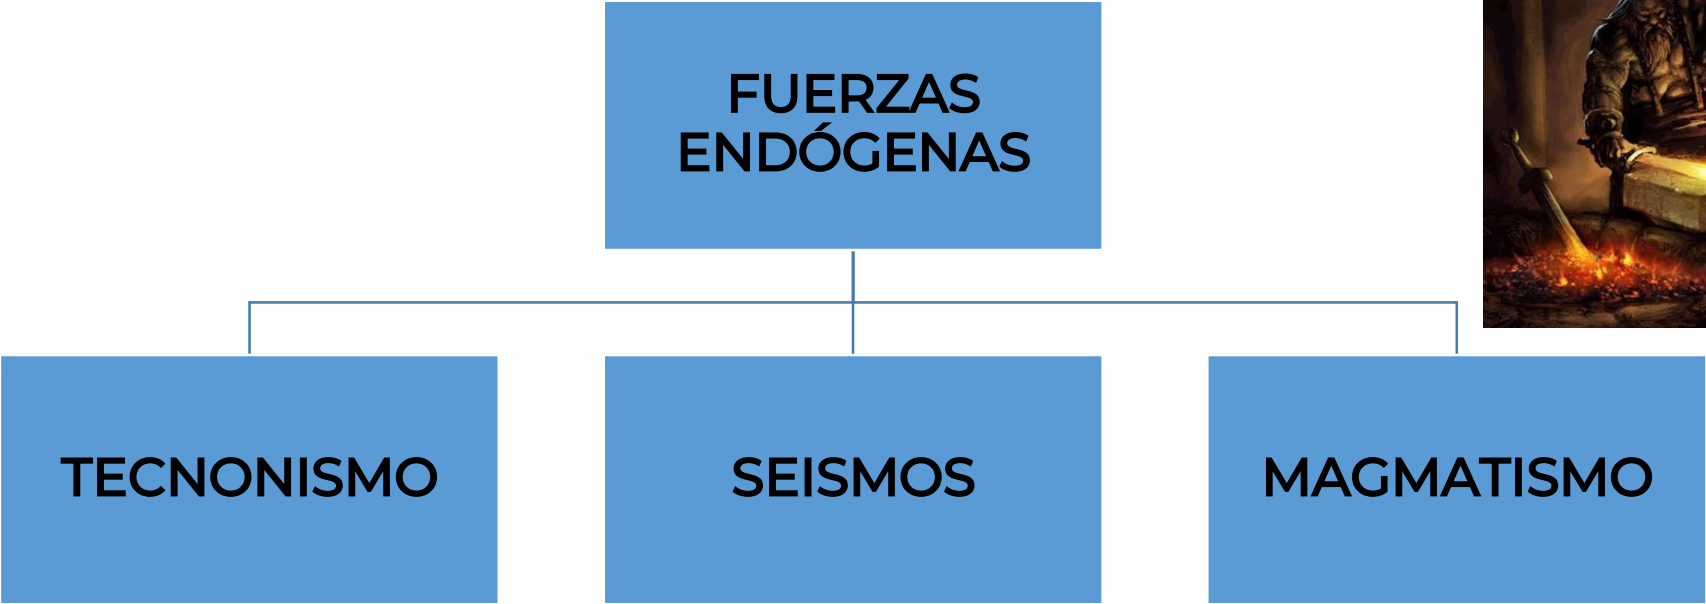 FUERZAS
ENDÓGENAS
TECNONISMO
SEISMOS
MAGMATISMO